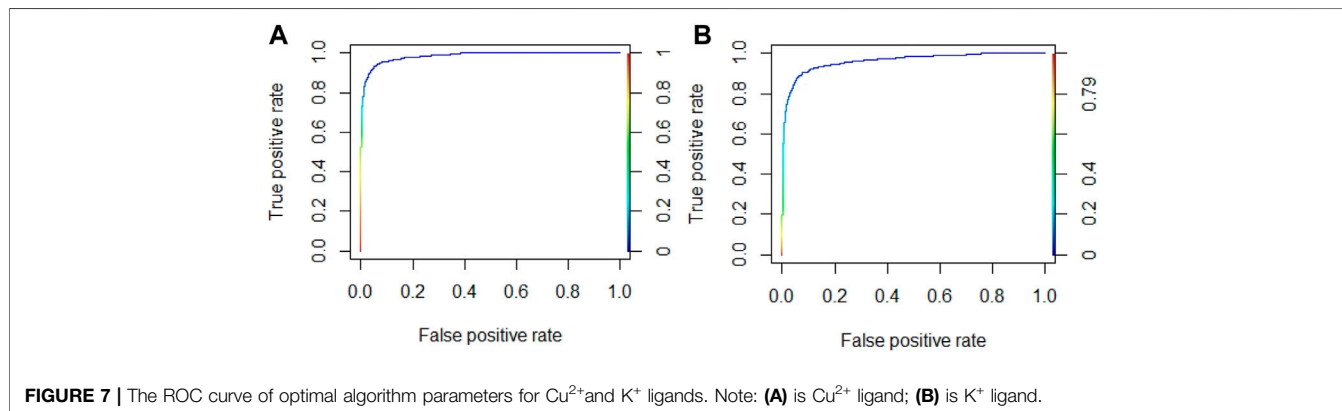 A
True positive rate
0.0 0.2 0.4 0.6 0.8 1.0
0 0.2 0.4 0.6 0.8 1
0.0 0.2 0.4 0.6 0.8 1.0
False positive rate
B
True positive rate
0.0 0.2 0.4 0.6 0.8 1.0
0 0.2 0.4 0.79
0.0 0.2 0.4 0.6 0.8 1.0
False positive rate
FIGURE 7 | The ROC curve of optimal algorithm parameters for Cu²⁺and K⁺ ligands. Note: (A) is Cu²⁺ ligand; (B) is K⁺ ligand.